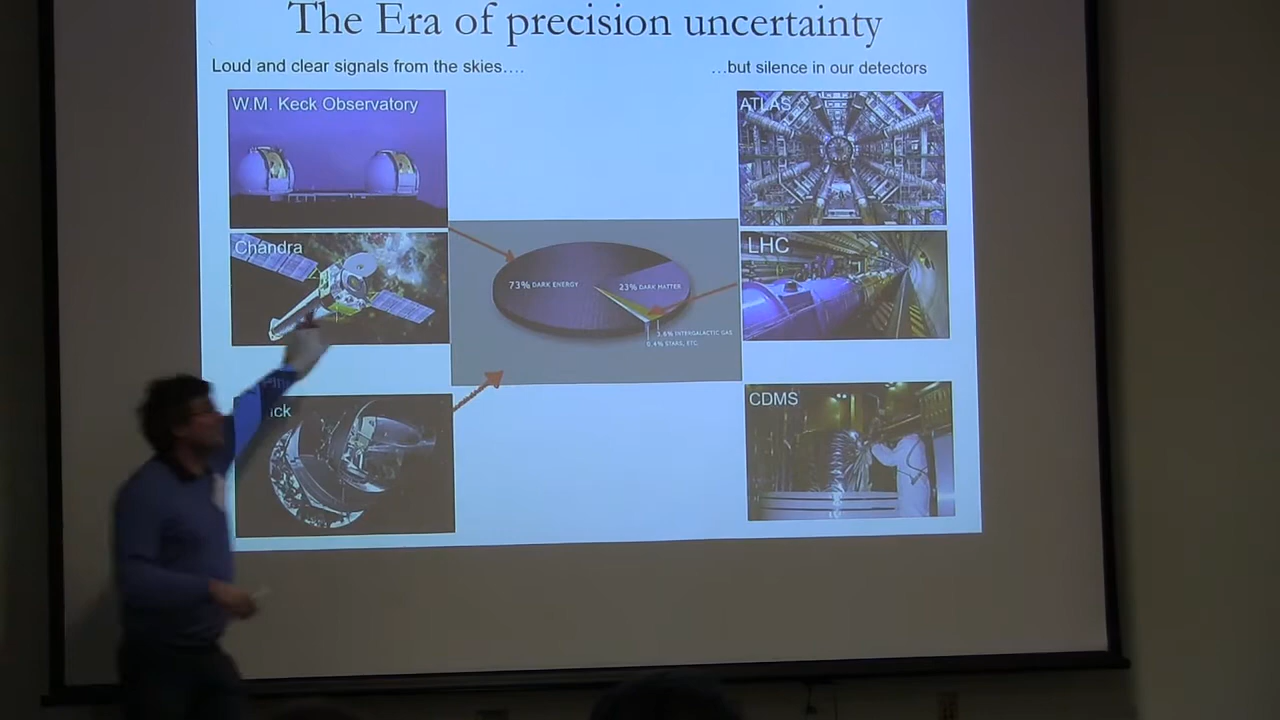 The Era of precision uncertainty
Loud and clear signals from the skies….
…but silence in our detectors
W.M. Keck Observatory
ATLAS
Chandra
LHC
73% DARK ENERGY
23% DARK MATTER
3.6% INTERGALACTIC GAS
0.4% STARS, ETC.
CDMS